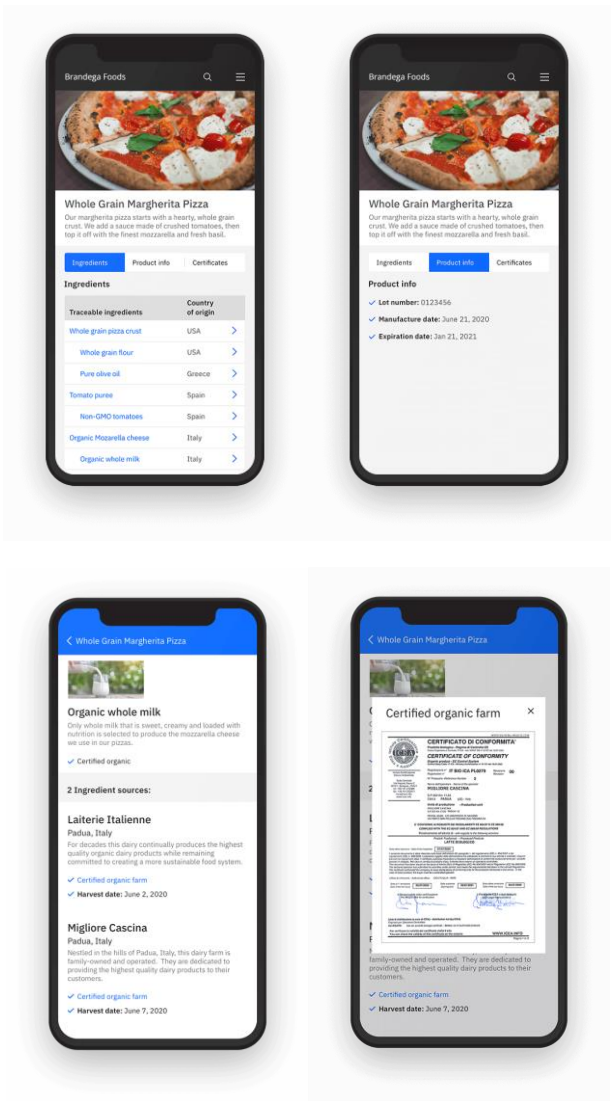 Brandega Foods
Whole Grain Margherita Pizza
Our margherita pizza starts with a hearty, whole grain
crust. We add a sauce made of crushed tomatoes, then
top it off with the finest mozzarella and fresh basil.
Ingredients Product info Certificates
Ingredients
Traceable ingredients Country
of origin
Whole grain pizza crust USA
Whole grain flour USA
Pure olive oil Greece
Tomato puree Spain
Non-GMO tomatoes Spain
Organic Mozarella cheese Italy
Organic whole milk Italy
Brandega Foods
Whole Grain Margherita Pizza
Our margherita pizza starts with a hearty, whole grain
crust. We add a sauce made of crushed tomatoes, then
top it off with the finest mozzarella and fresh basil.
Ingredients Product info Certificates
Product info
Lot number: 0123456
Manufacture date: June 21, 2020
Expiration date: Jan 21, 2021
Whole Grain Margherita Pizza
Organic whole milk
Only whole milk that is sweet, creamy and loaded with
nutrition is selected to produce the mozzarella cheese
we use in our pizzas.
Certified organic
2 Ingredient sources:
Laiterie Italienne
Padua, Italy
For decades this dairy continually produces the highest
quality organic dairy products while remaining
committed to creating a more sustainable food system.
Certified organic farm
Harvest date: June 2, 2020
Migliore Cascina
Padua, Italy
Nestled in the hills of Padua, Italy, this dairy farm is
family-owned and operated. They are dedicated to
providing the highest quality dairy products to their
customers.
Certified organic farm
Harvest date: June 7, 2020
Whole Grain Margherita Pizza
Certified organic farm
CERTIFICATO DI CONFORMITA'
CERTIFICATE OF CONFORMITY
MIGLIORE CASCINA
LATTE BIOLOGICO
WWW.ICEA.INFO
family-owned and operated. They are dedicated to
providing the highest quality dairy products to their
customers.
Certified organic farm
Harvest date: June 7, 2020